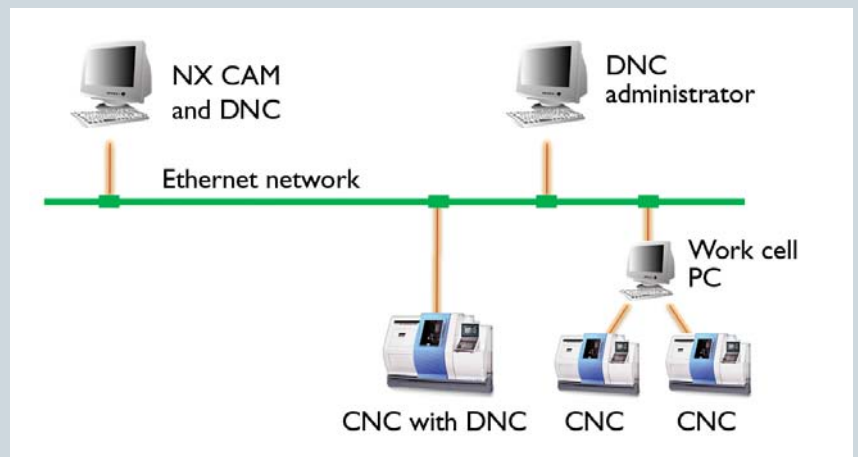 NX CAM
and DNC
DNC
administrator
Ethernet network
Work cell
PC
CNC with DNC
CNC
CNC